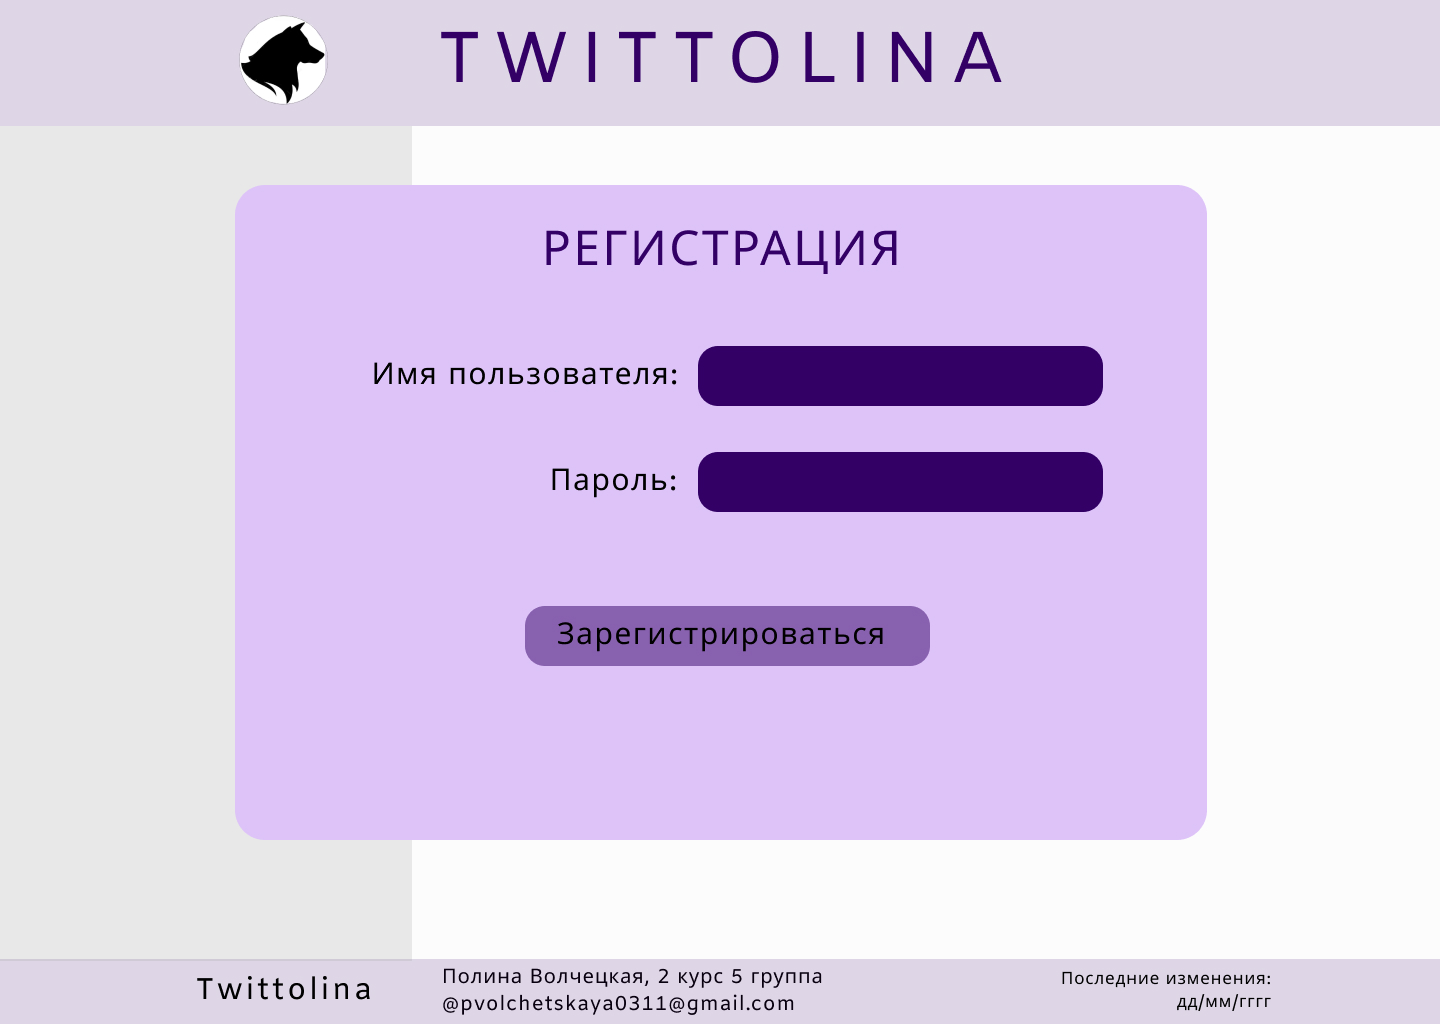 TWITTOLINA
РЕГИСТРАЦИЯ
Имя пользователя:
Пароль:
Зарегистрироваться
Twittolina
Полина Волчецкая, 2 курс 5 группа
@pvolchetskaya0311@gmail.com
Последние изменения:
дд/мм/гггг